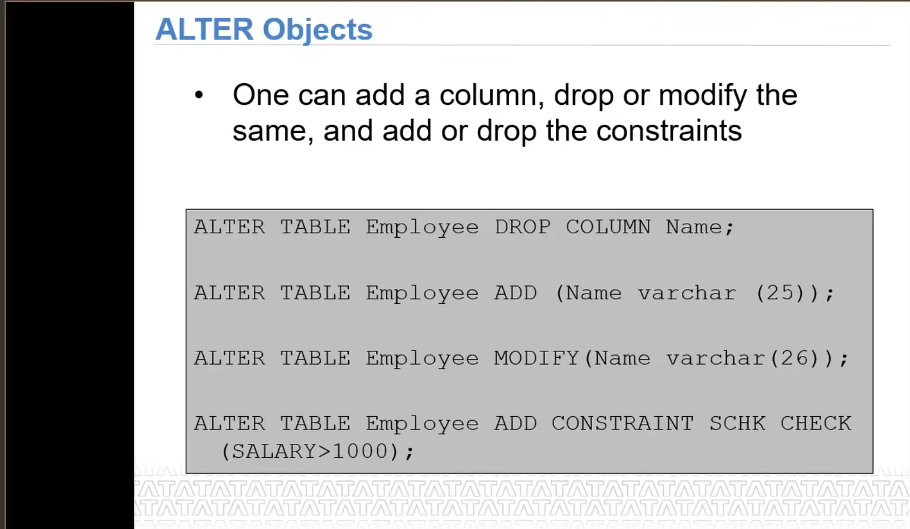 ALTER Objects
• One can add a column, drop or modify the
same, and add or drop the constraints
ALTER TABLE Employee DROP COLUMN Name;
ALTER TABLE Employee ADD (Name varchar (25));
ALTER TABLE Employee MODIFY(Name varchar(26));
ALTER TABLE Employee ADD CONSTRAINT SCHK CHECK
(SALARY>1000);